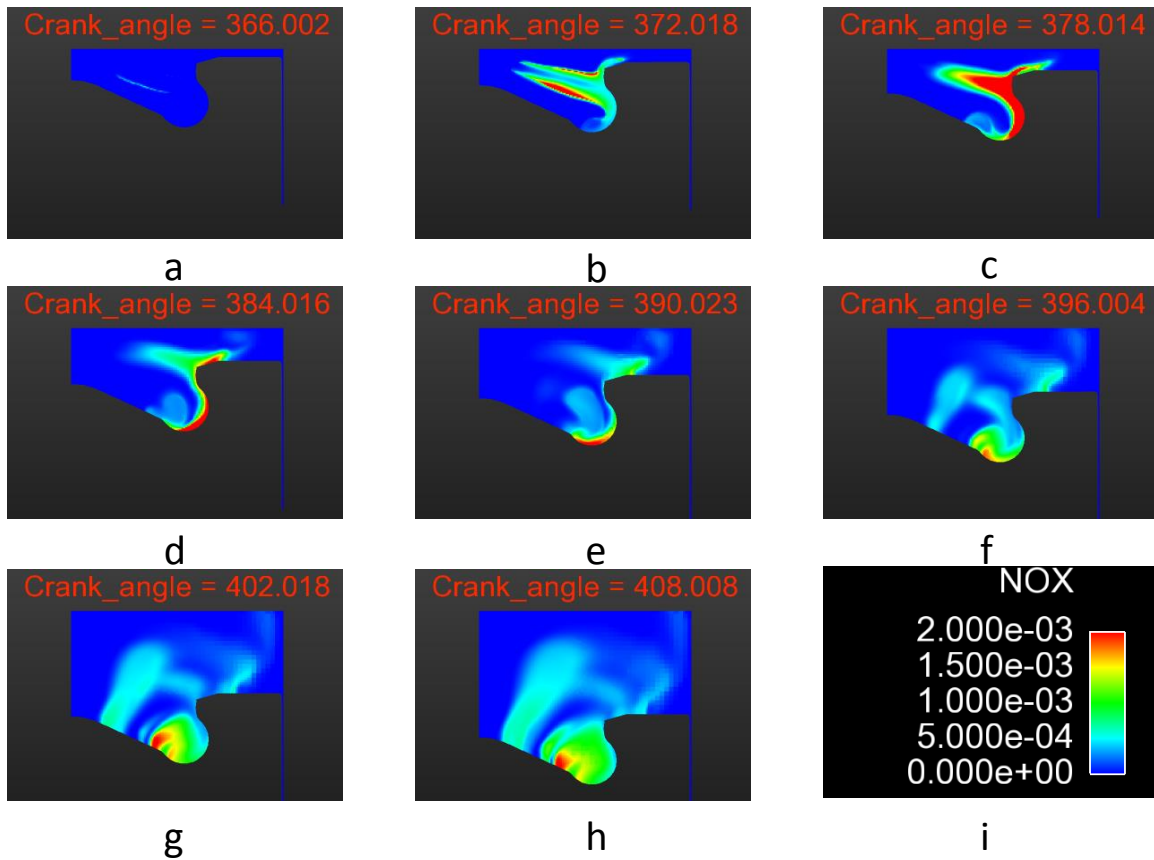 Crank_angle = 366.002
Crank_angle = 372.018
Crank_angle = 378.014
a
b
c
Crank_angle = 384.016
Crank_angle = 390.023
Crank_angle = 396.004
d
e
f
Crank_angle = 402.018
Crank_angle = 408.008
NOX
2.000e-03
1.500e-03
1.000e-03
5.000e-04
0.000e+00
g
h
i